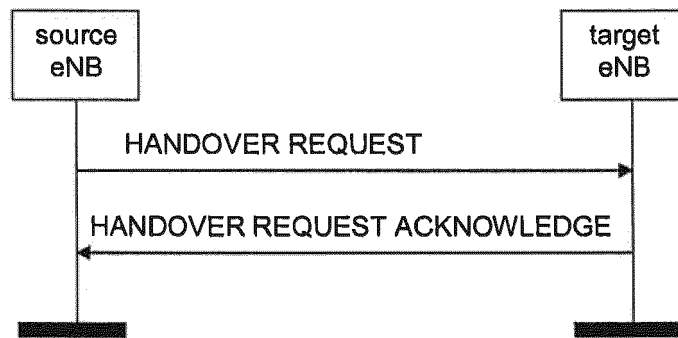 source
eNB
target
eNB
HANDOVER REQUEST
HANDOVER REQUEST ACKNOWLEDGE